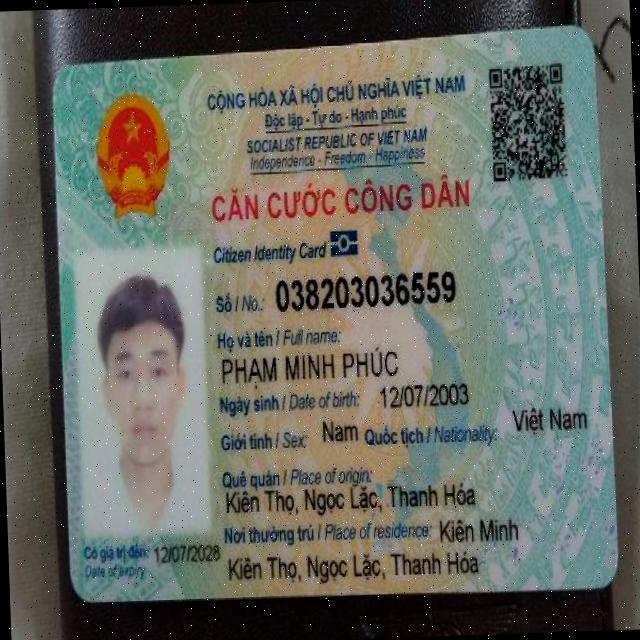 CỘNG HÒA XÃ HỘI CHỦ NGHĨA VIỆT NAM
Độc lập - Tự do - Hạnh phúc
SOCIALIST REPUBLIC OF VIET NAM
Independence - Freedom - Happiness
CĂN CƯỚC CÔNG DÂN
Citizen Identity Card
Số / No.: 038203036559
Họ và tên / Full name:
PHẠM MINH PHÚC
Ngày sinh / Date of birth: 12/07/2003
Giới tính / Sex: Nam Quốc tịch / Nationality: Việt Nam
Quê quán / Place of origin:
Kiên Thọ, Ngọc Lặc, Thanh Hóa
Nơi thường trú / Place of residence: Kiên Minh
Kiên Thọ, Ngọc Lặc, Thanh Hóa
Có giá trị đến: 12/07/2028
Date of expiry